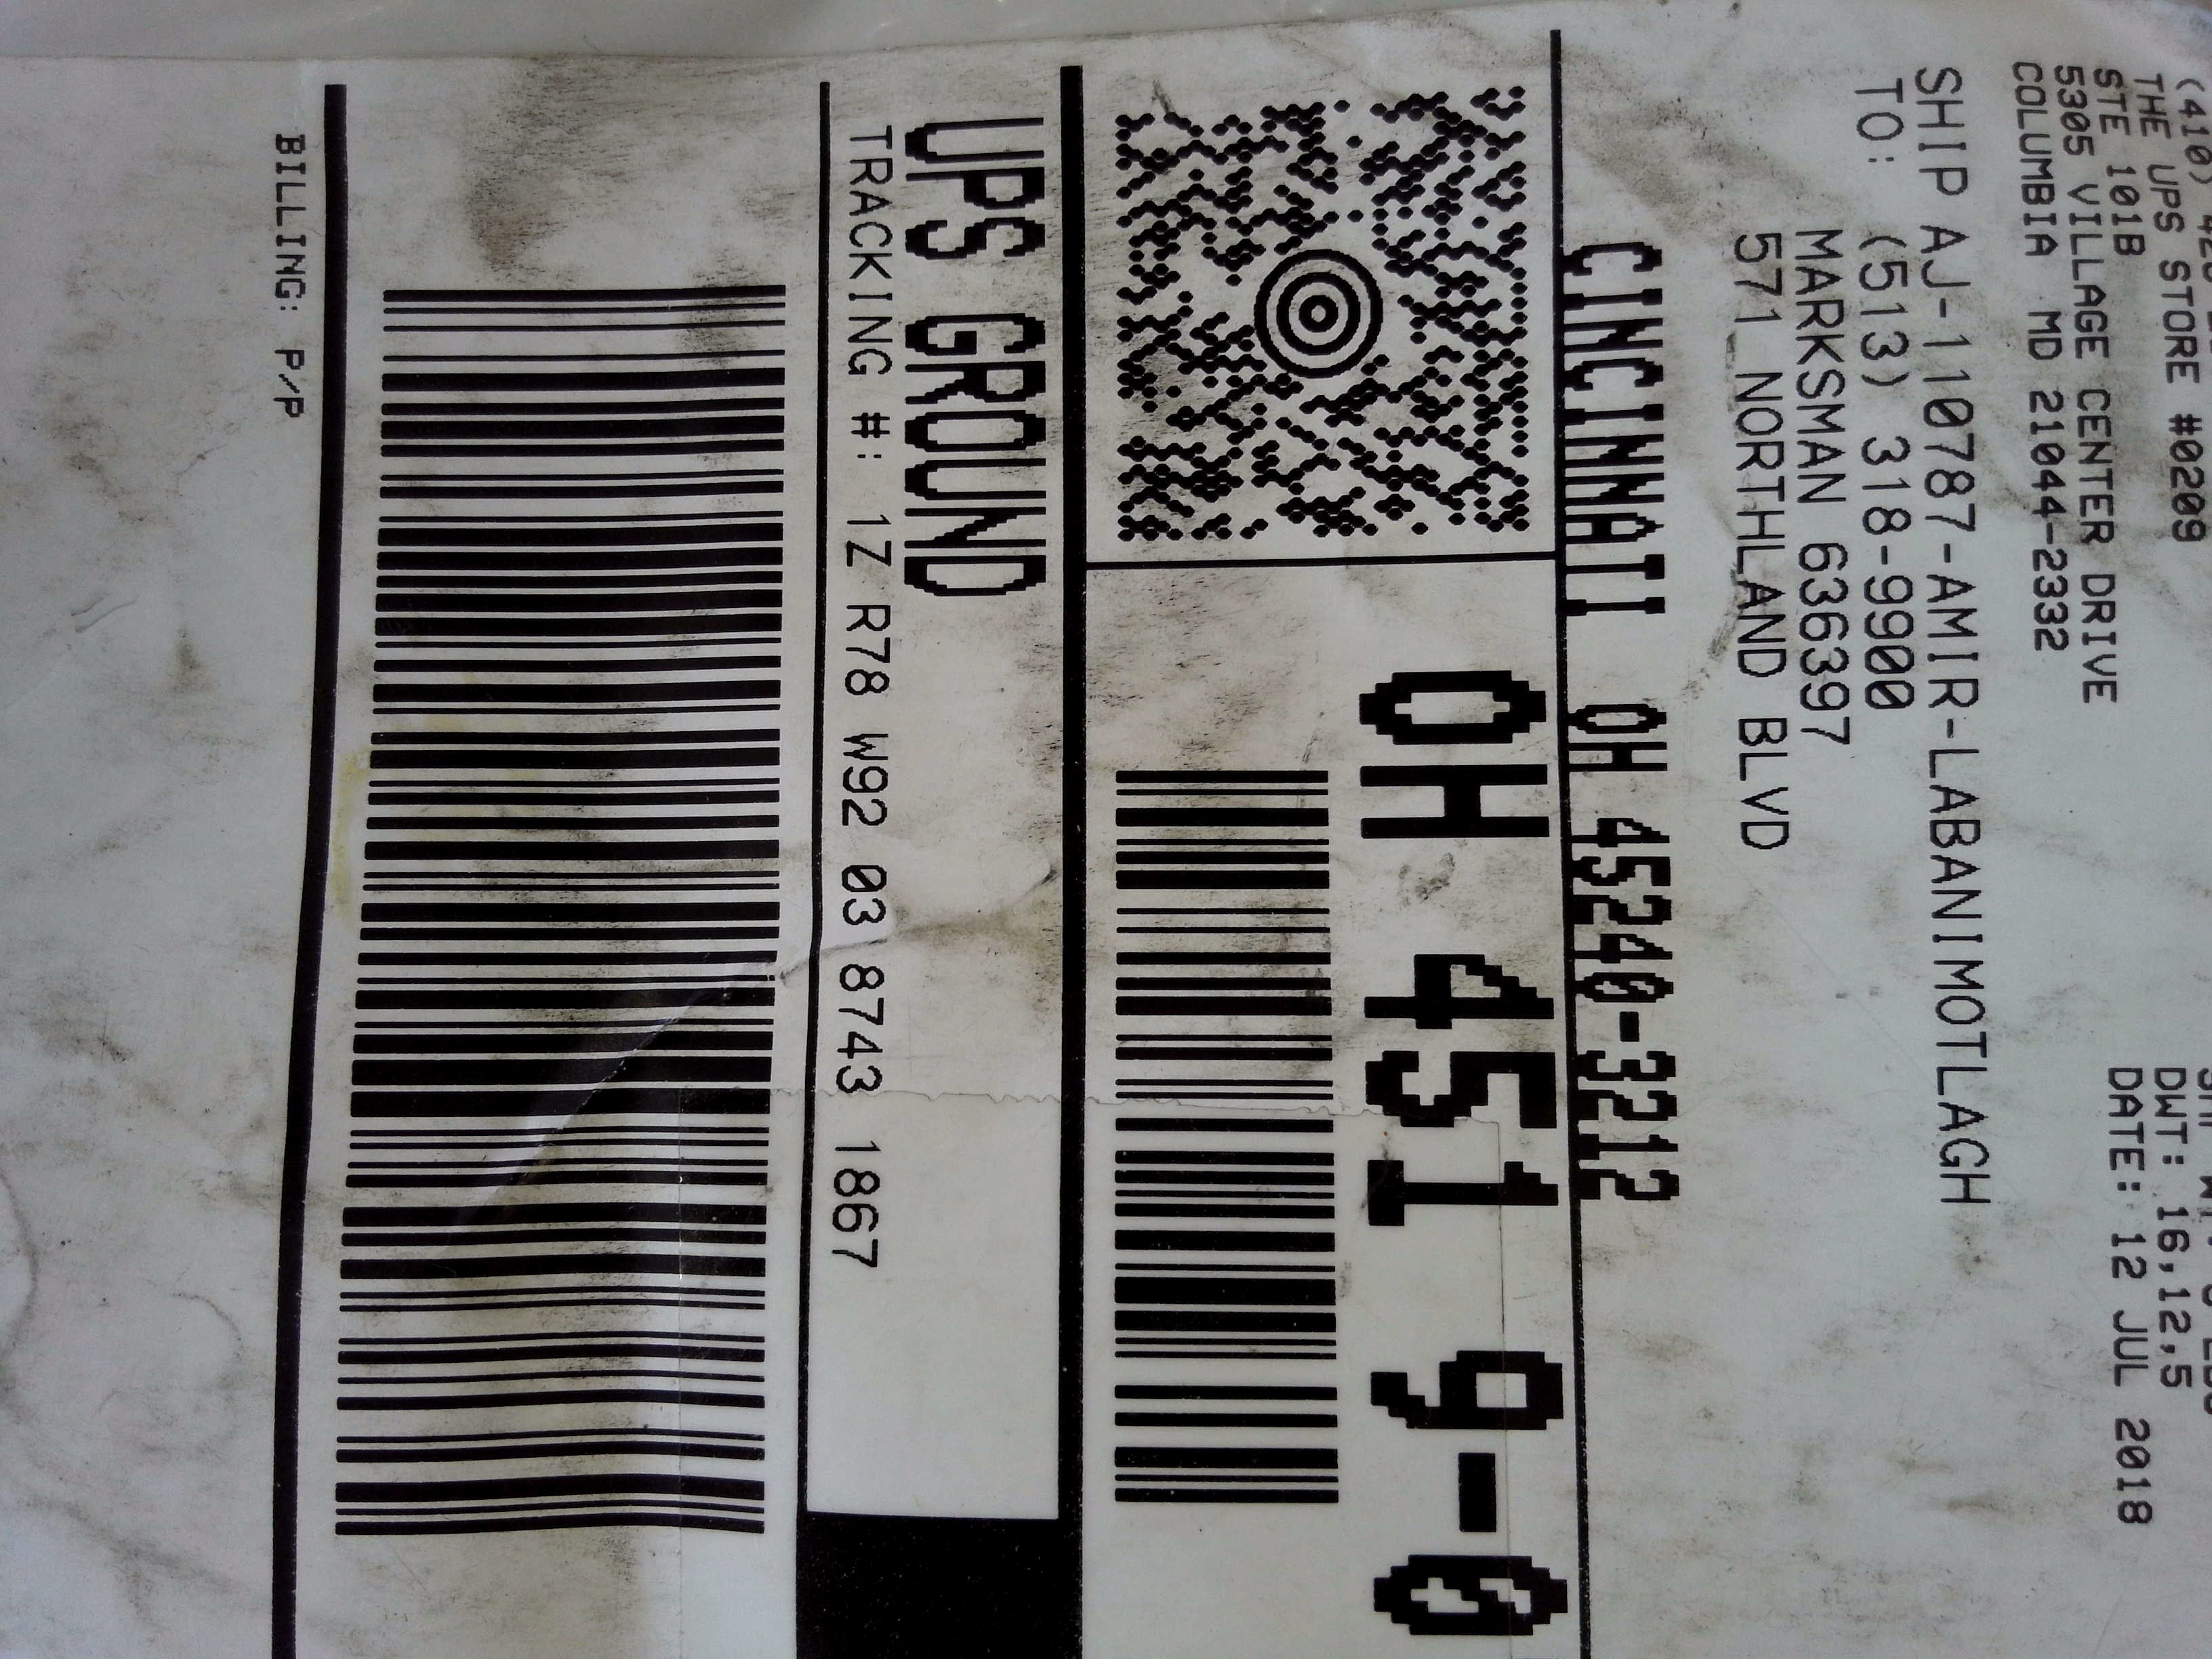 THE UPS STORE #0209
STE 101B
5305 VILLAGE CENTER DRIVE
COLUMBIA MD 21044-2332
DWT: 16,12,5
DATE: 12 JUL 2018
SHIP AJ-110787-AMIR-LABANIMOTLAGH
TO: (513) 318-9900
MARKSMAN 636397
571 NORTHLAND BLVD
CINCINNATI OH 45240-3212
OH 451 9-0
UPS GROUND
TRACKING #: 1Z R78 W92 03 8743 1867
BILLING: P/P